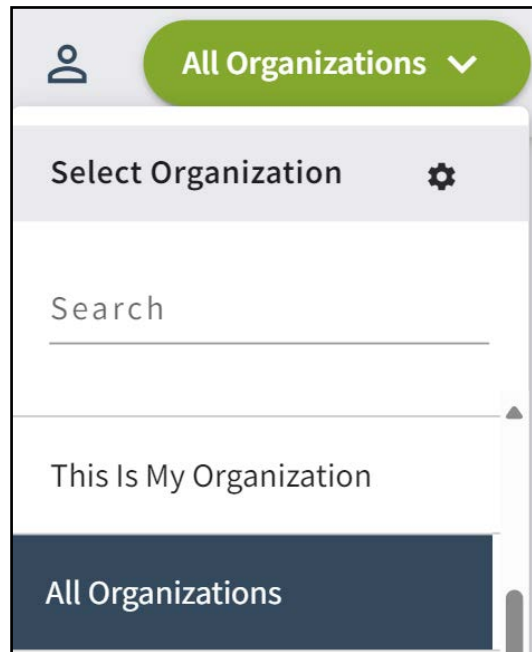 All Organizations
Select Organization
Search
This Is My Organization
All Organizations